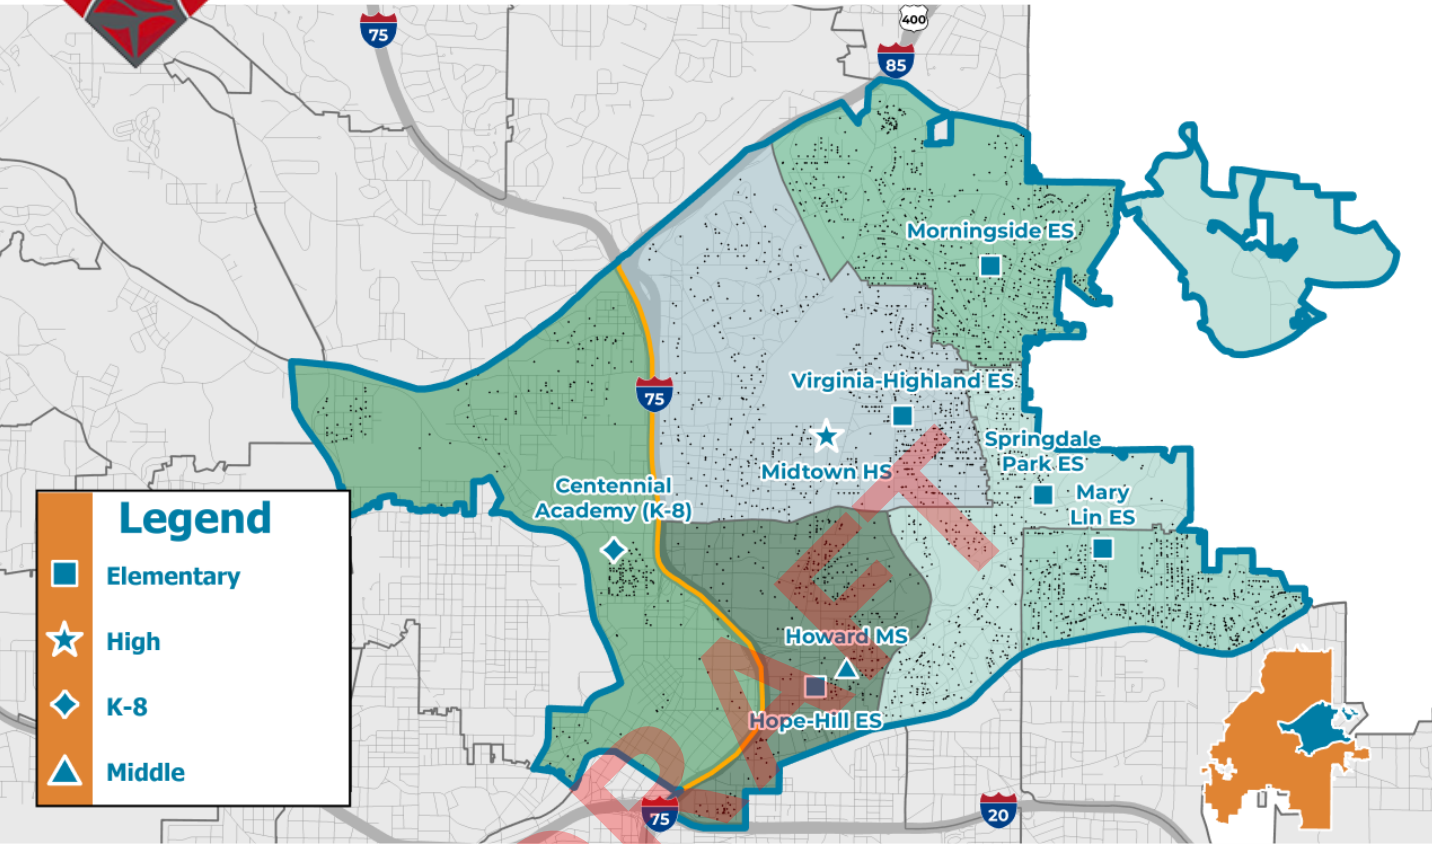 75
400
85
Morningside ES
Virginia-Highland ES
75
Midtown HS
Springdale
Park ES
Centennial
Academy (K-8)
Mary
Lin ES
Legend
Elementary
High
K-8
Middle
Howard MS
Hope-Hill ES
75
20
DRAFT